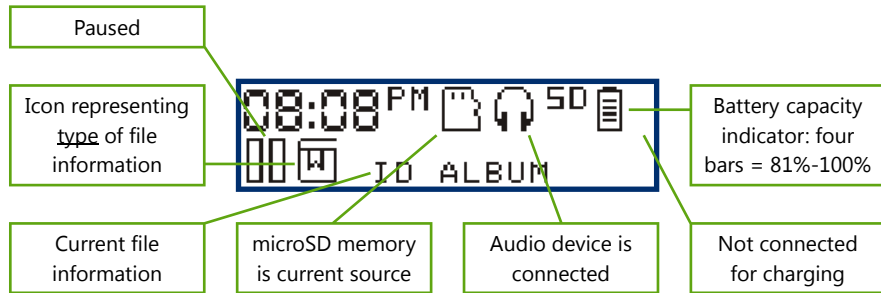 Paused
Icon representing
type of file
information
08:08 PM SD
W
ID ALBUM
Battery capacity
indicator: four
bars = 81%-100%
Current file
information
microSD memory
is current source
Audio device is
connected
Not connected
for charging